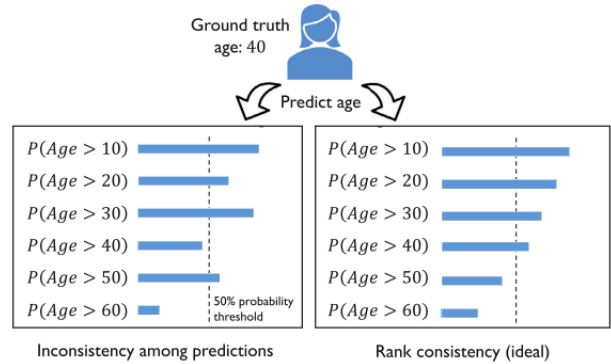 Ground truth
age: 40
Predict age
P(Age > 10)
P(Age > 20)
P(Age > 30)
P(Age > 40)
P(Age > 50)
P(Age > 60)
50% probability
threshold
Inconsistency among predictions
P(Age > 10)
P(Age > 20)
P(Age > 30)
P(Age > 40)
P(Age > 50)
P(Age > 60)
Rank consistency (ideal)